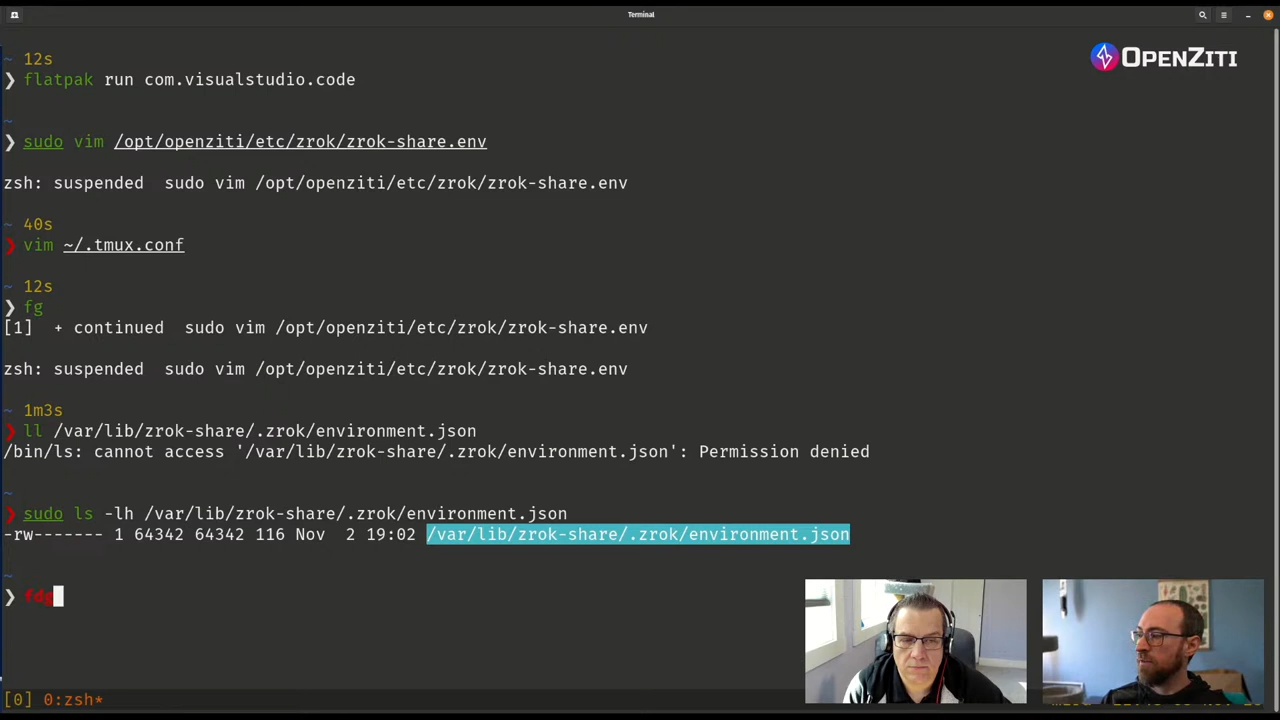 Terminal
OPENZITI
~ 12s
❯ flatpak run com.visualstudio.code
~
❯ sudo vim /opt/openziti/etc/zrok/zrok-share.env
zsh: suspended  sudo vim /opt/openziti/etc/zrok/zrok-share.env
~ 40s
❯ vim ~/.tmux.conf
~ 12s
❯ fg
[1]  + continued  sudo vim /opt/openziti/etc/zrok/zrok-share.env
zsh: suspended  sudo vim /opt/openziti/etc/zrok/zrok-share.env
~ 1m3s
❯ ll /var/lib/zrok-share/.zrok/environment.json
/bin/ls: cannot access '/var/lib/zrok-share/.zrok/environment.json': Permission denied
~
❯ sudo ls -lh /var/lib/zrok-share/.zrok/environment.json
-rw------- 1 64342 64342 116 Nov  2 19:02 /var/lib/zrok-share/.zrok/environment.json
~
❯ fdg
[0] 0:zsh*